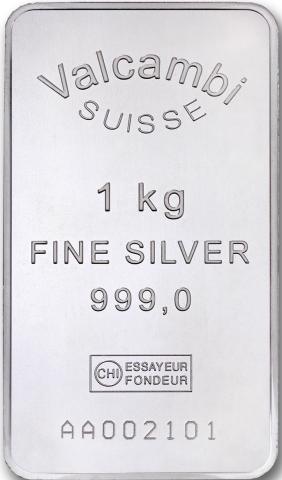 Valcambi
SUISSE
1 kg
FINE SILVER
999,0
CHI ESSAYEUR
FONDEUR
AA002101